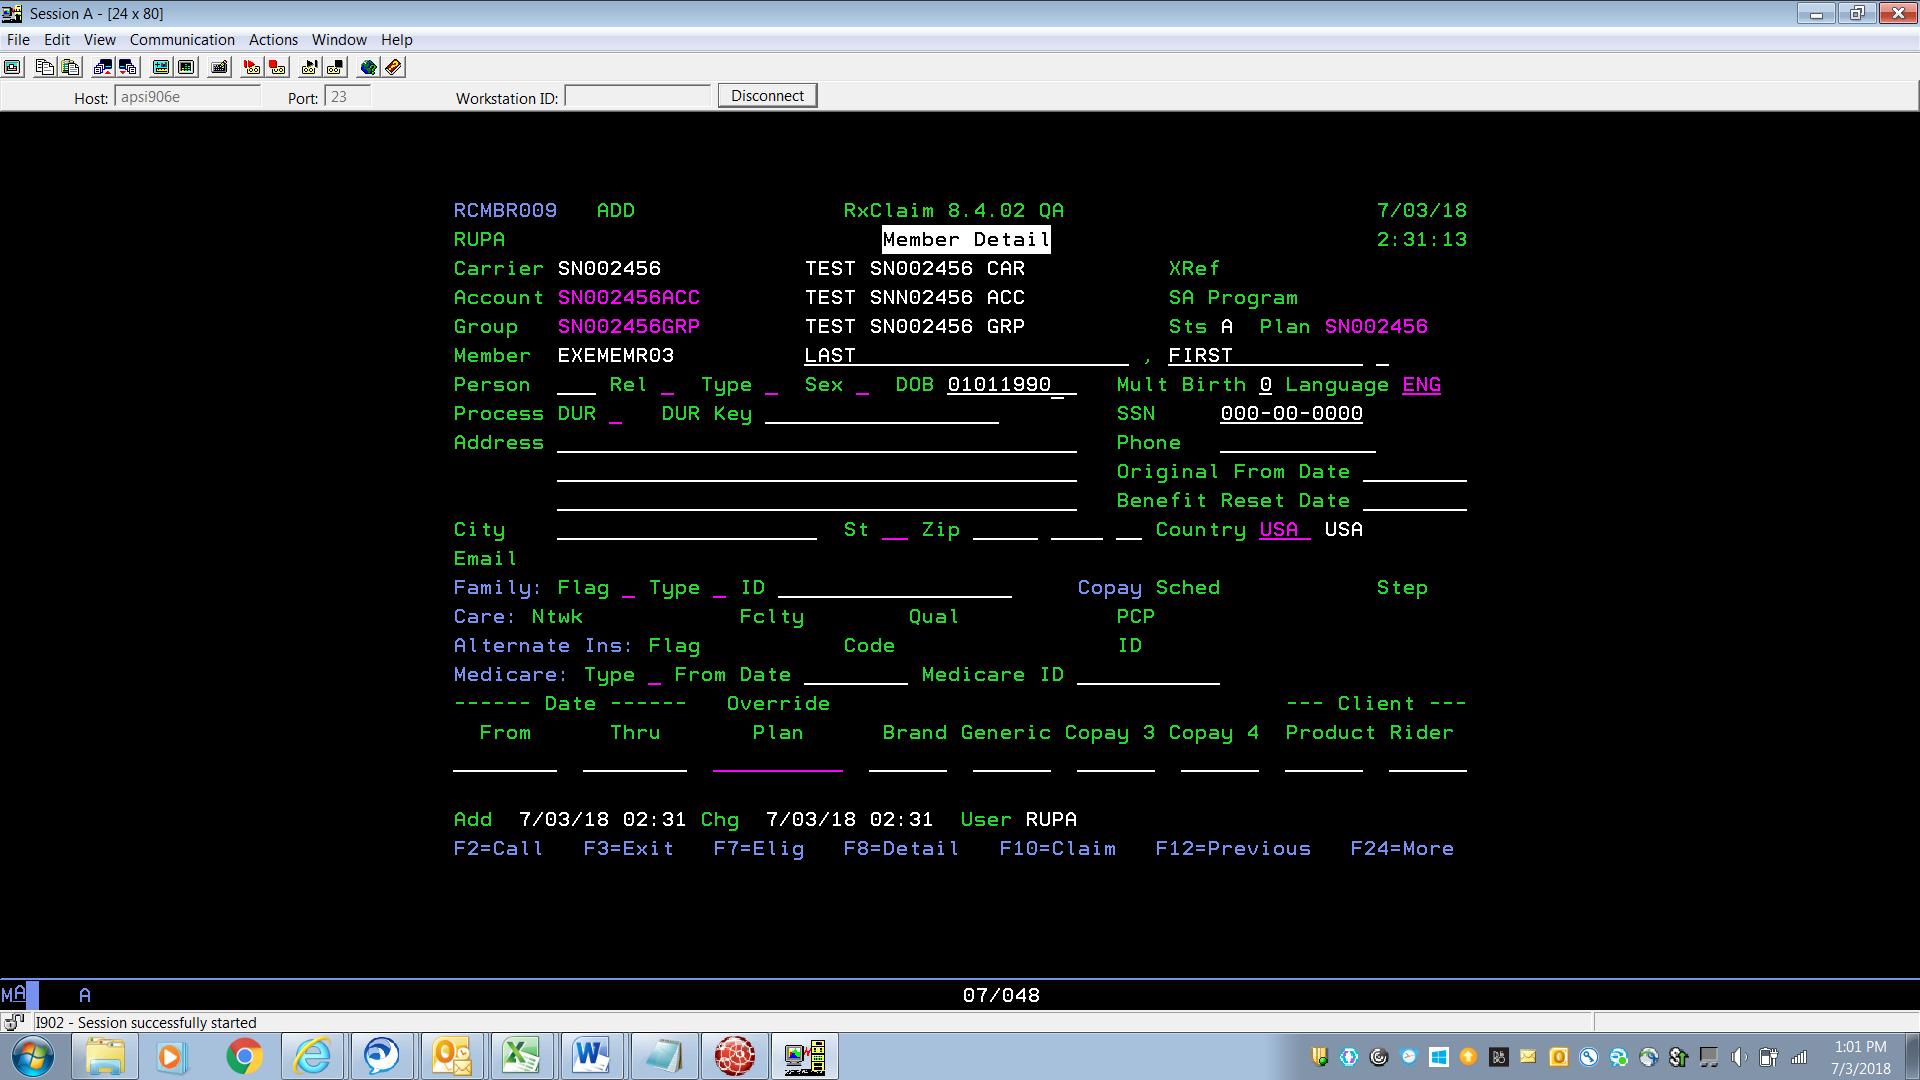 Session A - [24 x 80]
File Edit View Communication Actions Window Help
Host: apsi906e Port: 23 Workstation ID: Disconnect
RCMBR009 ADD RxClaim 8.4.02 QA 7/03/18
RUPA Member Detail 2:31:13
Carrier SN002456 TEST SN002456 CAR XRef
Account SN002456ACC TEST SNN02456 ACC SA Program
Group SN002456GRP TEST SN002456 GRP Sts A Plan SN002456
Member EXEMEMR03 LAST , FIRST
Person Rel Type Sex DOB 01011990 Mult Birth 0 Language ENG
Process DUR DUR Key SSN 000-00-0000
Address Phone
Original From Date
Benefit Reset Date
City St Zip Country USA USA
Email
Family: Flag Type ID Copay Sched Step
Care: Ntwk Fclty Qual PCP
Alternate Ins: Flag Code ID
Medicare: Type From Date Medicare ID
------ Date ------ Override --- Client ---
From Thru Plan Brand Generic Copay 3 Copay 4 Product Rider
Add 7/03/18 02:31 Chg 7/03/18 02:31 User RUPA
F2=Call F3=Exit F7=Elig F8=Detail F10=Claim F12=Previous F24=More
MA A 07/048
I902 - Session successfully started
1:01 PM
7/3/2018